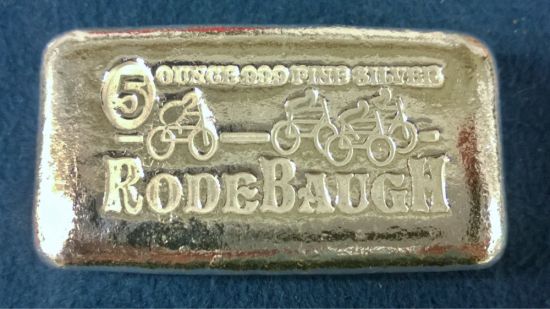 5 OUNCE .999 FINE SILVER
RODEBAUGH